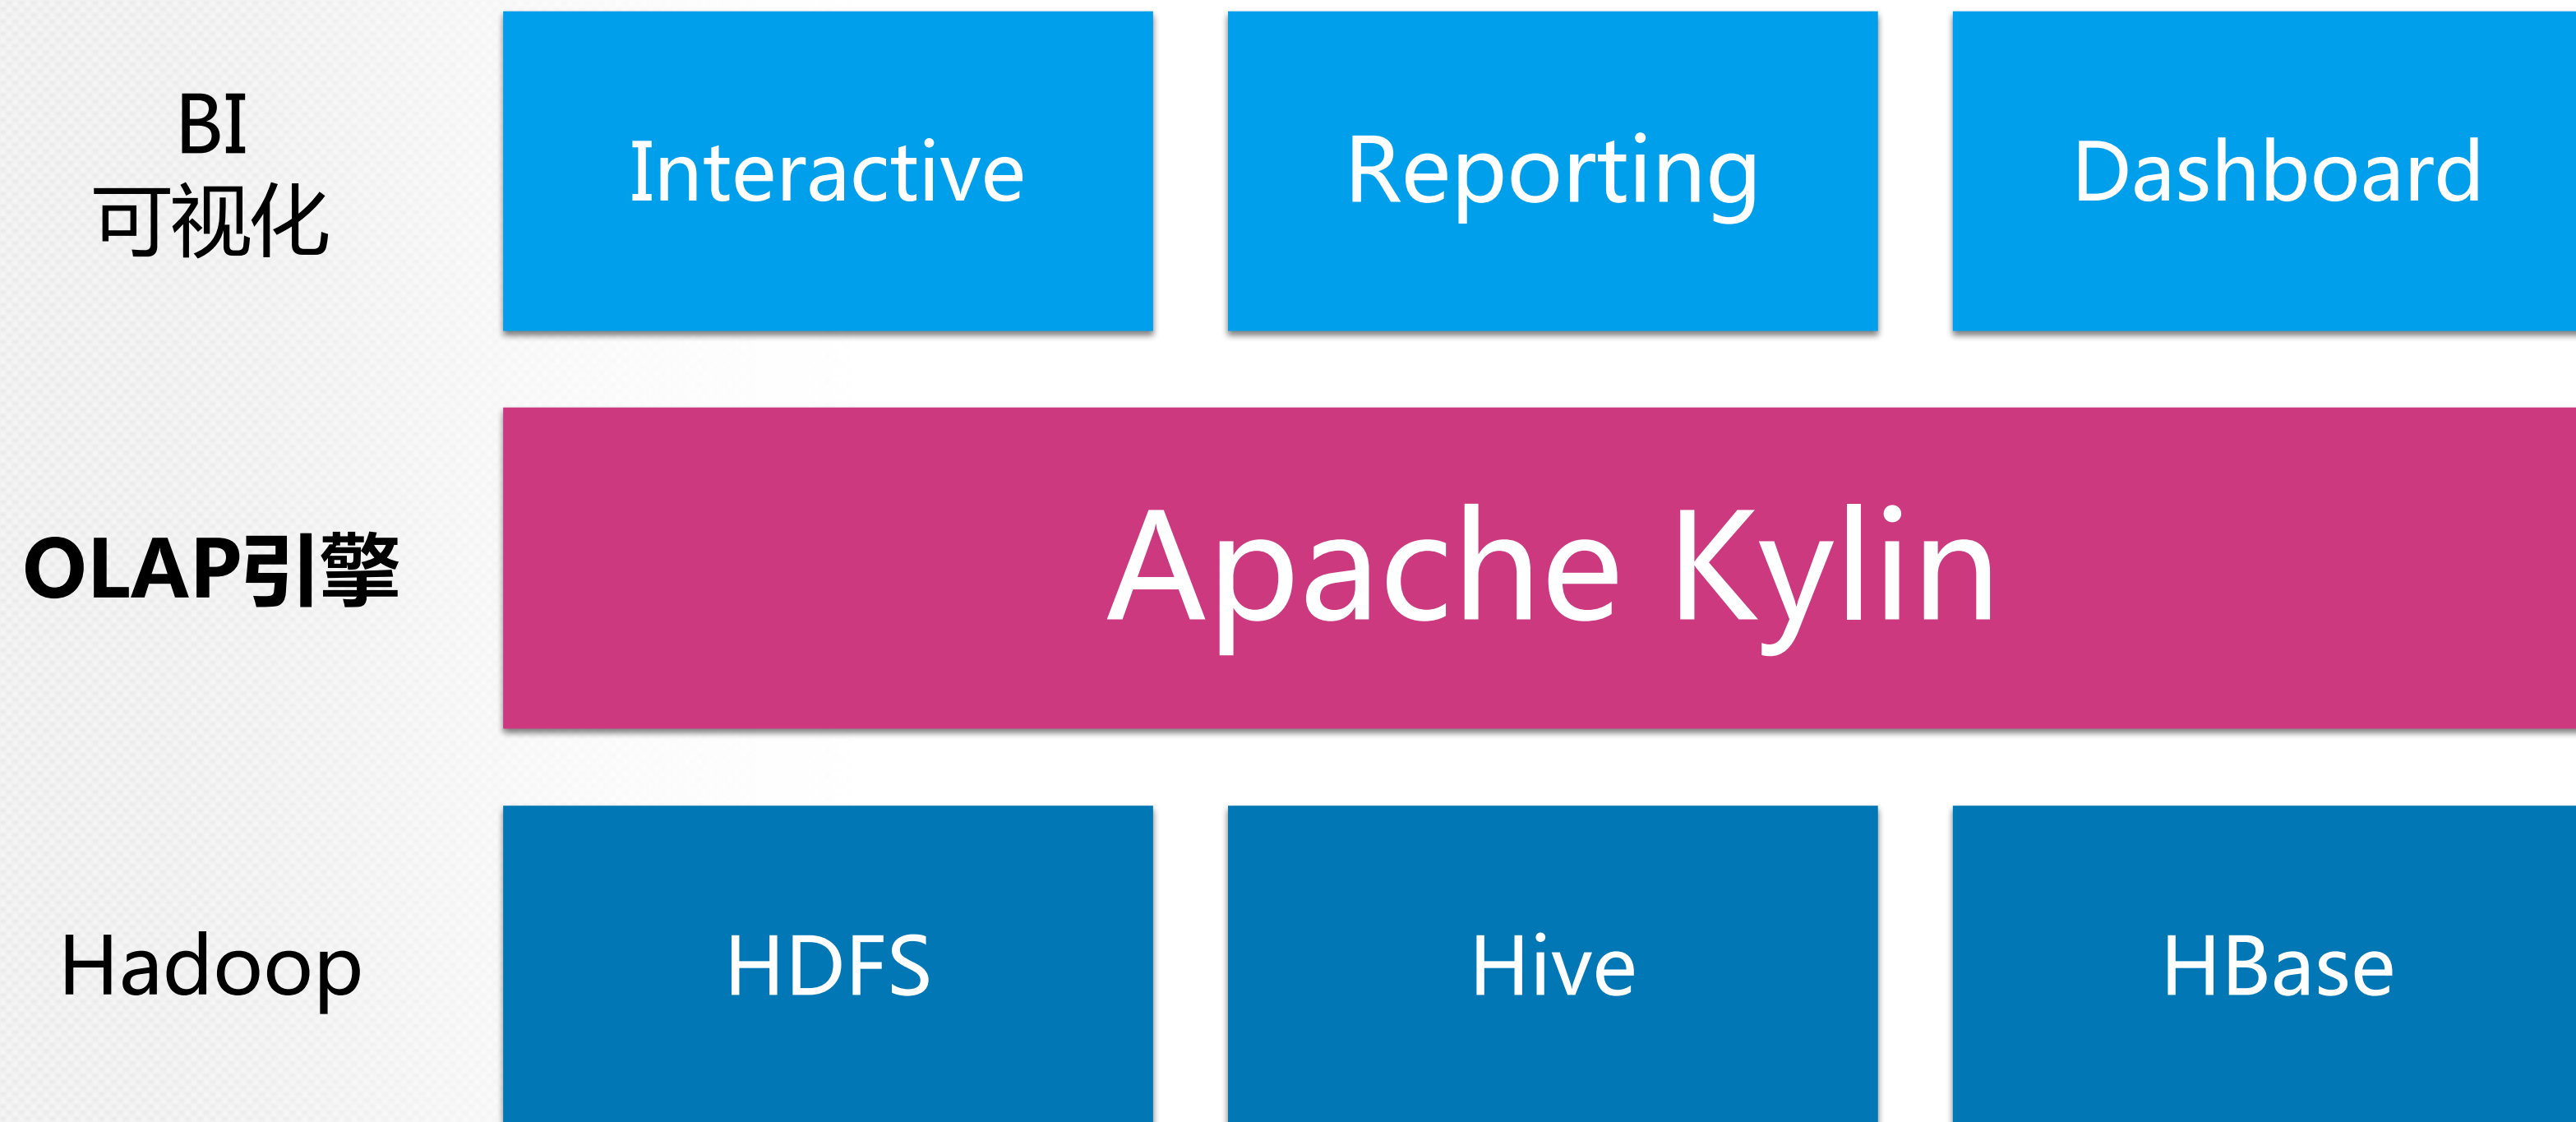 BI
可视化
Interactive
Reporting
Dashboard
OLAP引擎
Apache Kylin
Hadoop
HDFS
Hive
HBase